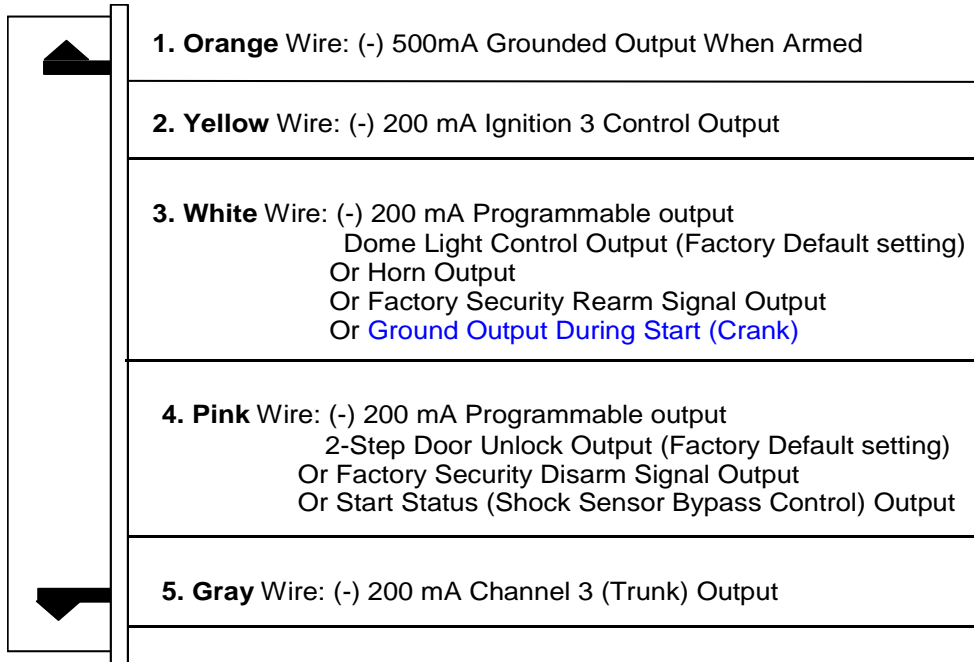 1. Orange Wire: (-) 500mA Grounded Output When Armed
2. Yellow Wire: (-) 200 mA Ignition 3 Control Output
3. White Wire: (-) 200 mA Programmable output
Dome Light Control Output (Factory Default setting)
Or Horn Output
Or Factory Security Rearm Signal Output
Or Ground Output During Start (Crank)
4. Pink Wire: (-) 200 mA Programmable output
2-Step Door Unlock Output (Factory Default setting)
Or Factory Security Disarm Signal Output
Or Start Status (Shock Sensor Bypass Control) Output
5. Gray Wire: (-) 200 mA Channel 3 (Trunk) Output